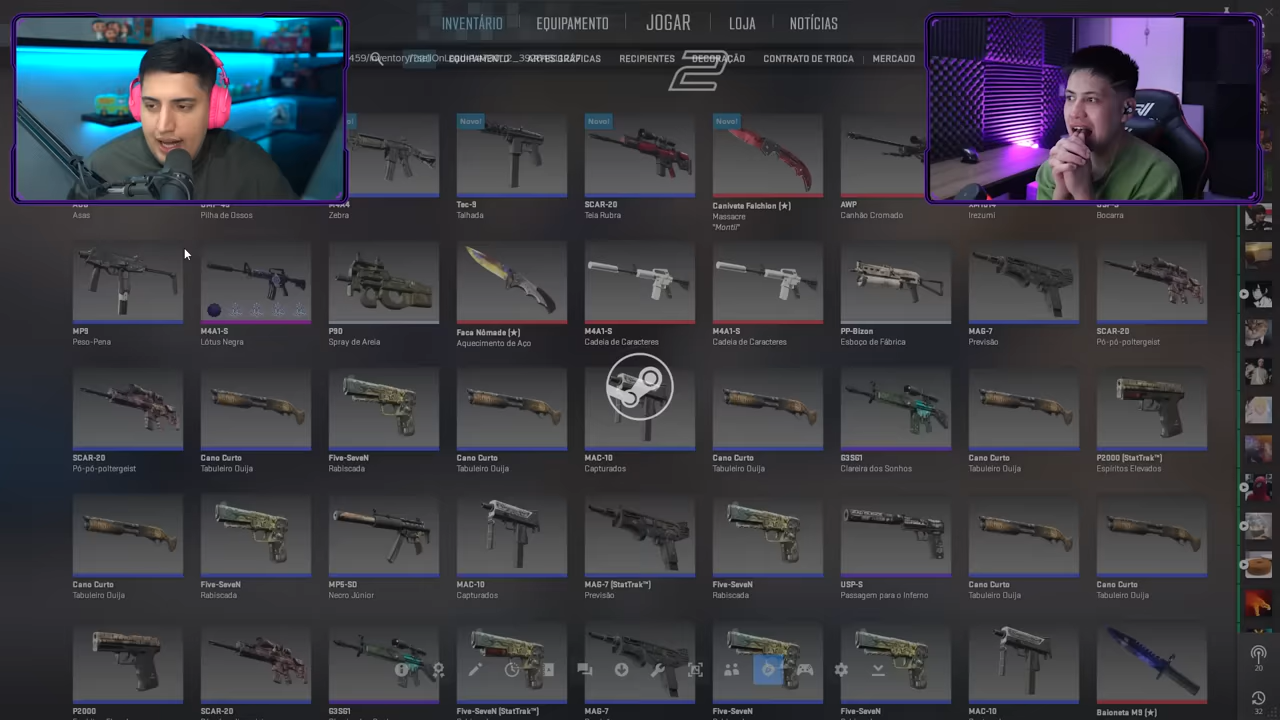 INVENTÁRIO
EQUIPAMENTO
JOGAR
LOJA
NOTÍCIAS
RECIPIENTES
DECORAÇÃO
CONTRATO DE TROCA
MERCADO
Novo!
Novo!
Novo!
Asas
Pilha de Ossos
M4A4
Zebra
Tec-9
Talhada
SCAR-20
Teia Rubra
Canivete Falchion (★)
Massacre
"Montil"
AWP
Canhão Cromado
XM1014
Irezumi
USP-S
Bocarra
MP9
Peso-Pena
M4A1-S
Lótus Negra
P90
Spray de Areia
Faca Nômade (★)
Aquecimento de Aço
M4A1-S
Cadeia de Caracteres
M4A1-S
Cadeia de Caracteres
PP-Bizon
Esboço de Fábrica
MAG-7
Previsão
SCAR-20
Pó-pó-poltergeist
SCAR-20
Pó-pó-poltergeist
Cano Curto
Tabuleiro Ouija
Five-SeveN
Rabiscada
Cano Curto
Tabuleiro Ouija
MAC-10
Capturados
Cano Curto
Tabuleiro Ouija
G3SG1
Clareira dos Sonhos
Cano Curto
Tabuleiro Ouija
P2000 (StatTrak™)
Espíritos Elevados
Cano Curto
Tabuleiro Ouija
Five-SeveN
Rabiscada
MP5-SD
Necro Júnior
MAC-10
Capturados
MAG-7 (StatTrak™)
Previsão
Five-SeveN
Rabiscada
USP-S
Passagem para o Inferno
Cano Curto
Tabuleiro Ouija
Cano Curto
Tabuleiro Ouija
P2000
SCAR-20
G3SG1
Five-SeveN (StatTrak™)
MAG-7
Five-SeveN
Five-SeveN
MAC-10
Baioneta M9 (★)
20
32